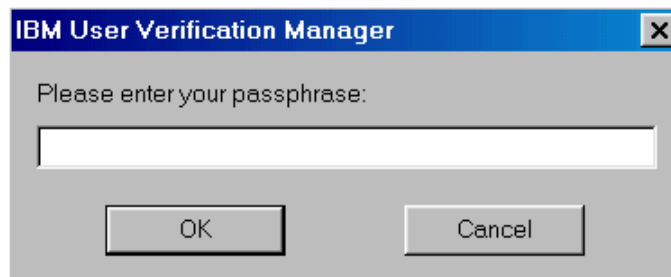 IBM User Verification Manager
Please enter your passphrase:
OK
Cancel